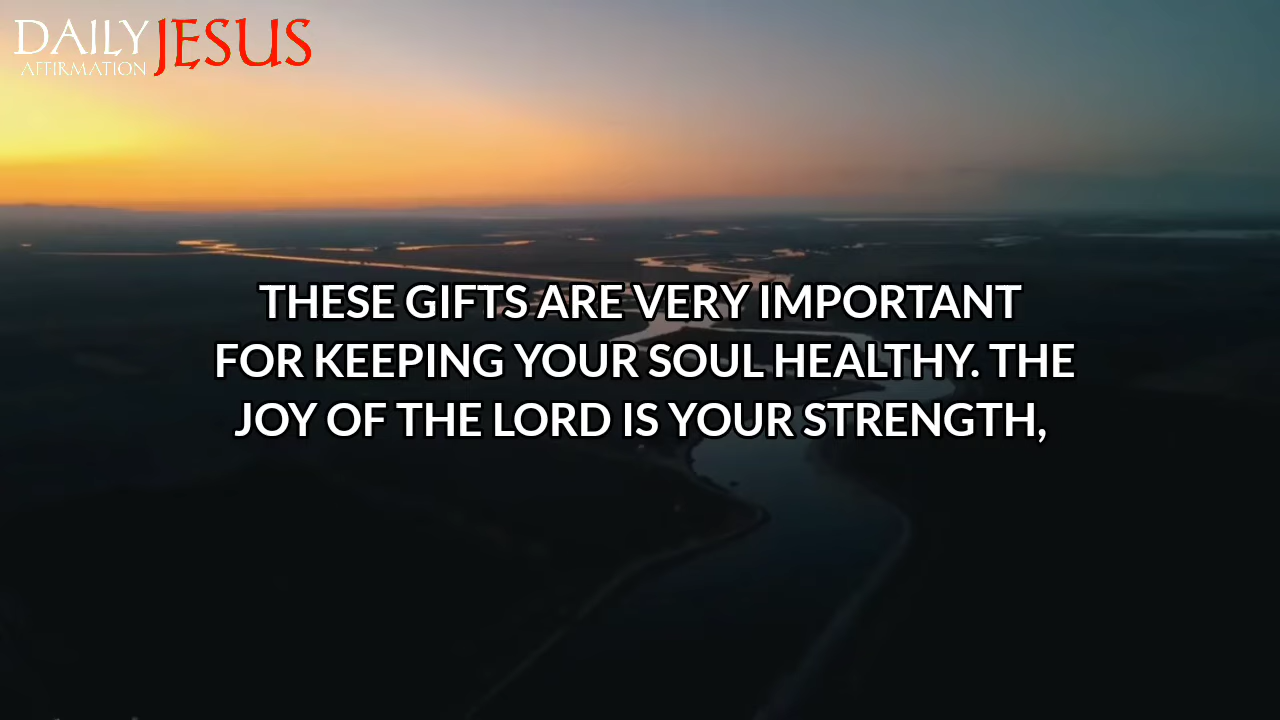 DAILY JESUS
AFFIRMATION
THESE GIFTS ARE VERY IMPORTANT
FOR KEEPING YOUR SOUL HEALTHY. THE
JOY OF THE LORD IS YOUR STRENGTH,